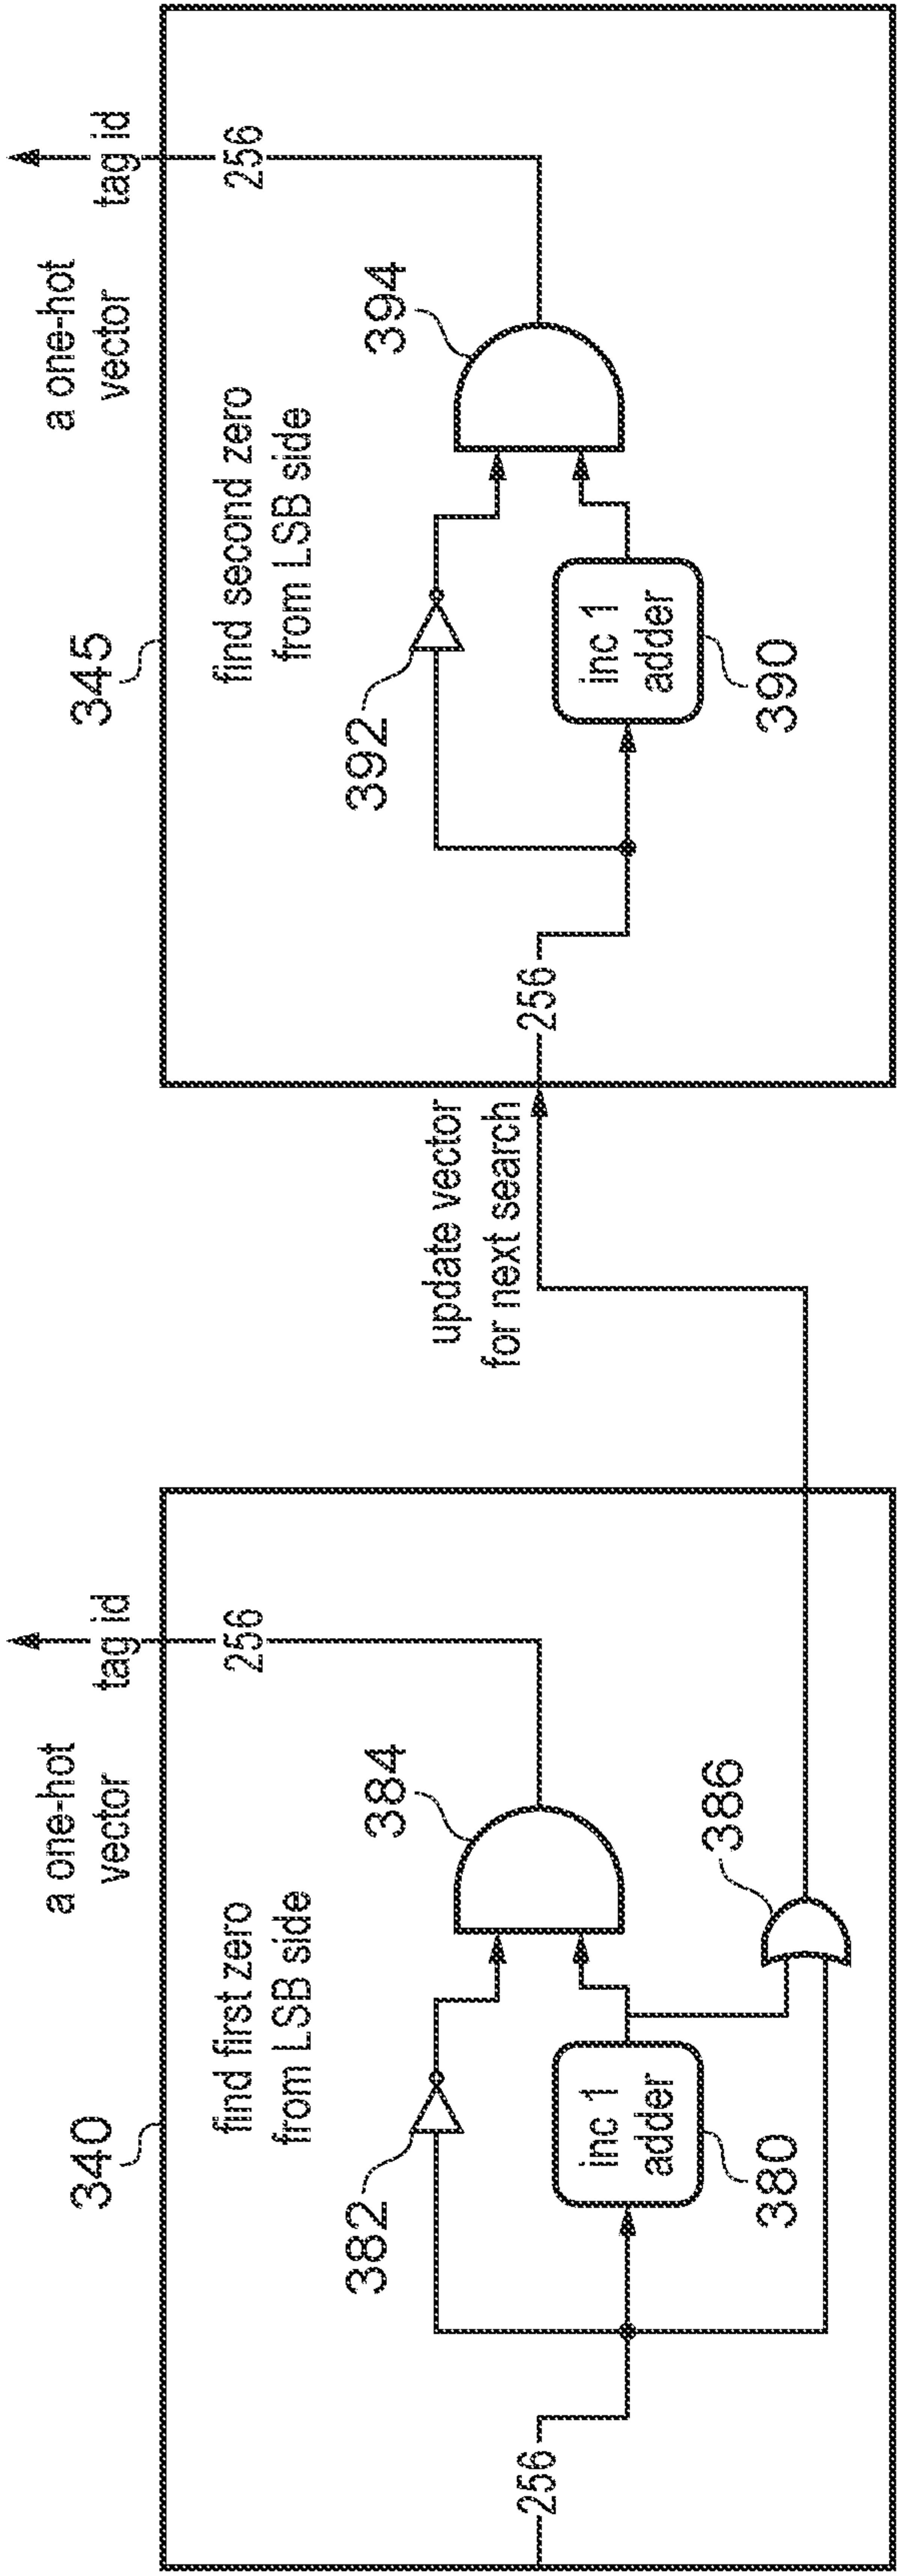 340
a one-hot
vector
tag id
find first zero
from LSB side
256
382
384
256
inc 1
adder
380
386
update vector
for next search
345
a one-hot
vector
tag id
find second zero
from LSB side
256
392
394
256
inc 1
adder
390